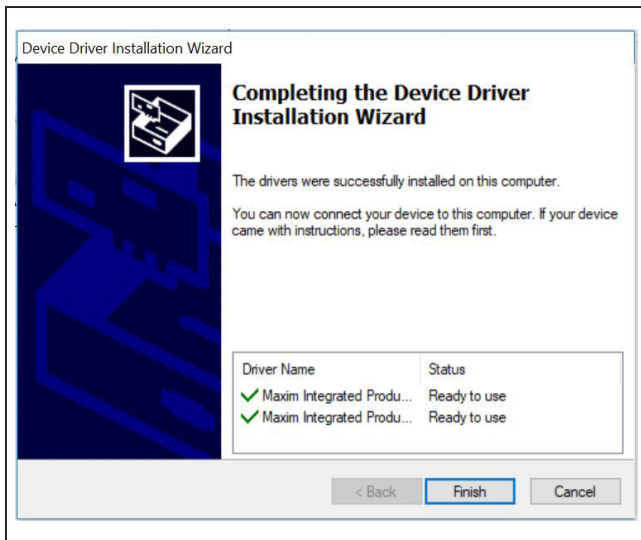 Device Driver Installation Wizard
Completing the Device Driver
Installation Wizard
The drivers were successfully installed on this computer.
You can now connect your device to this computer. If your device
came with instructions, please read them first.
Driver Name Status
Maxim Integrated Produ... Ready to use
Maxim Integrated Produ... Ready to use
< Back Finish Cancel